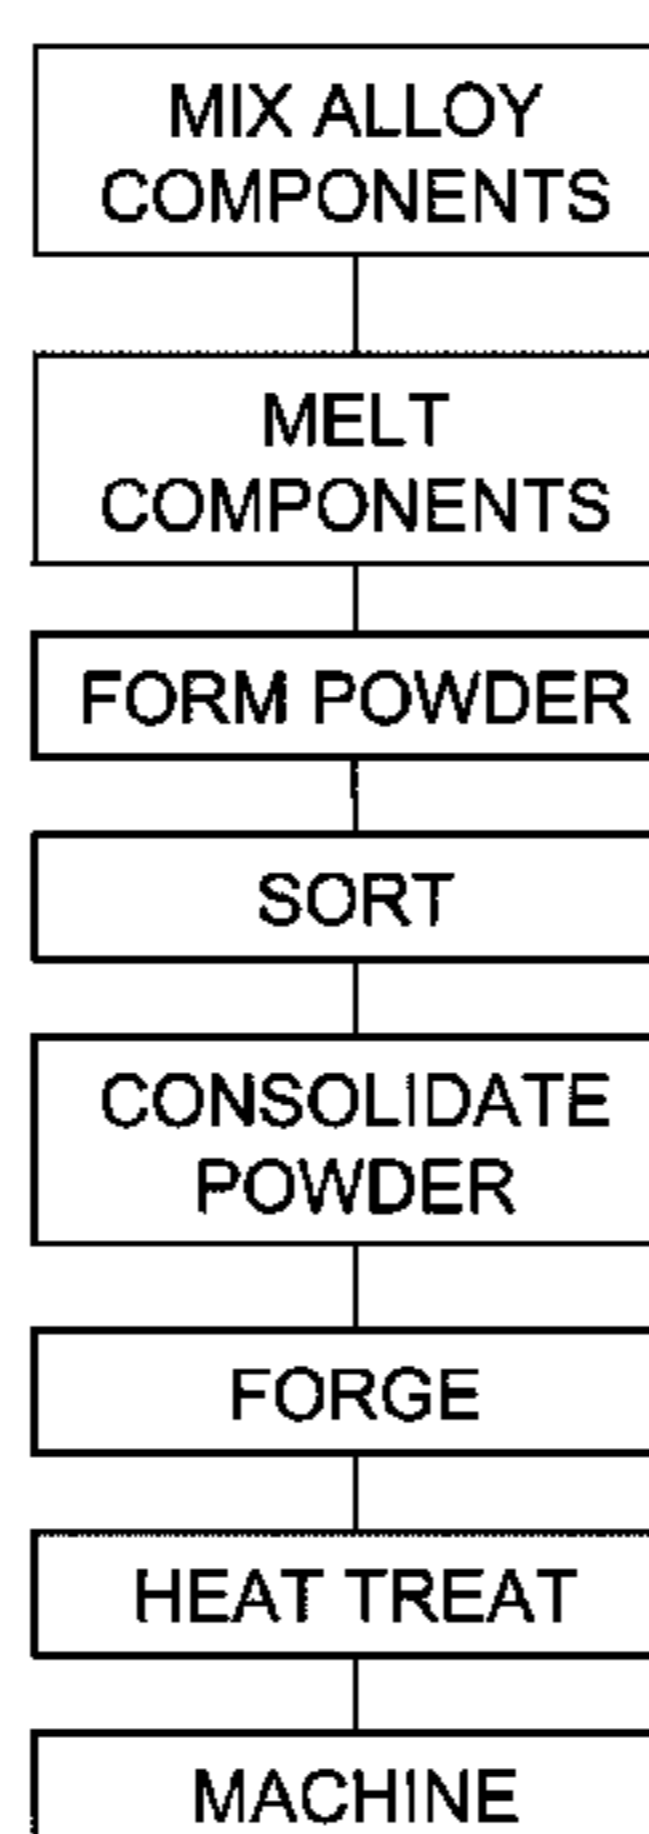 MIX ALLOY
COMPONENTS
MELT
COMPONENTS
FORM POWDER
SORT
CONSOLIDATE
POWDER
FORGE
HEAT TREAT
MACHINE